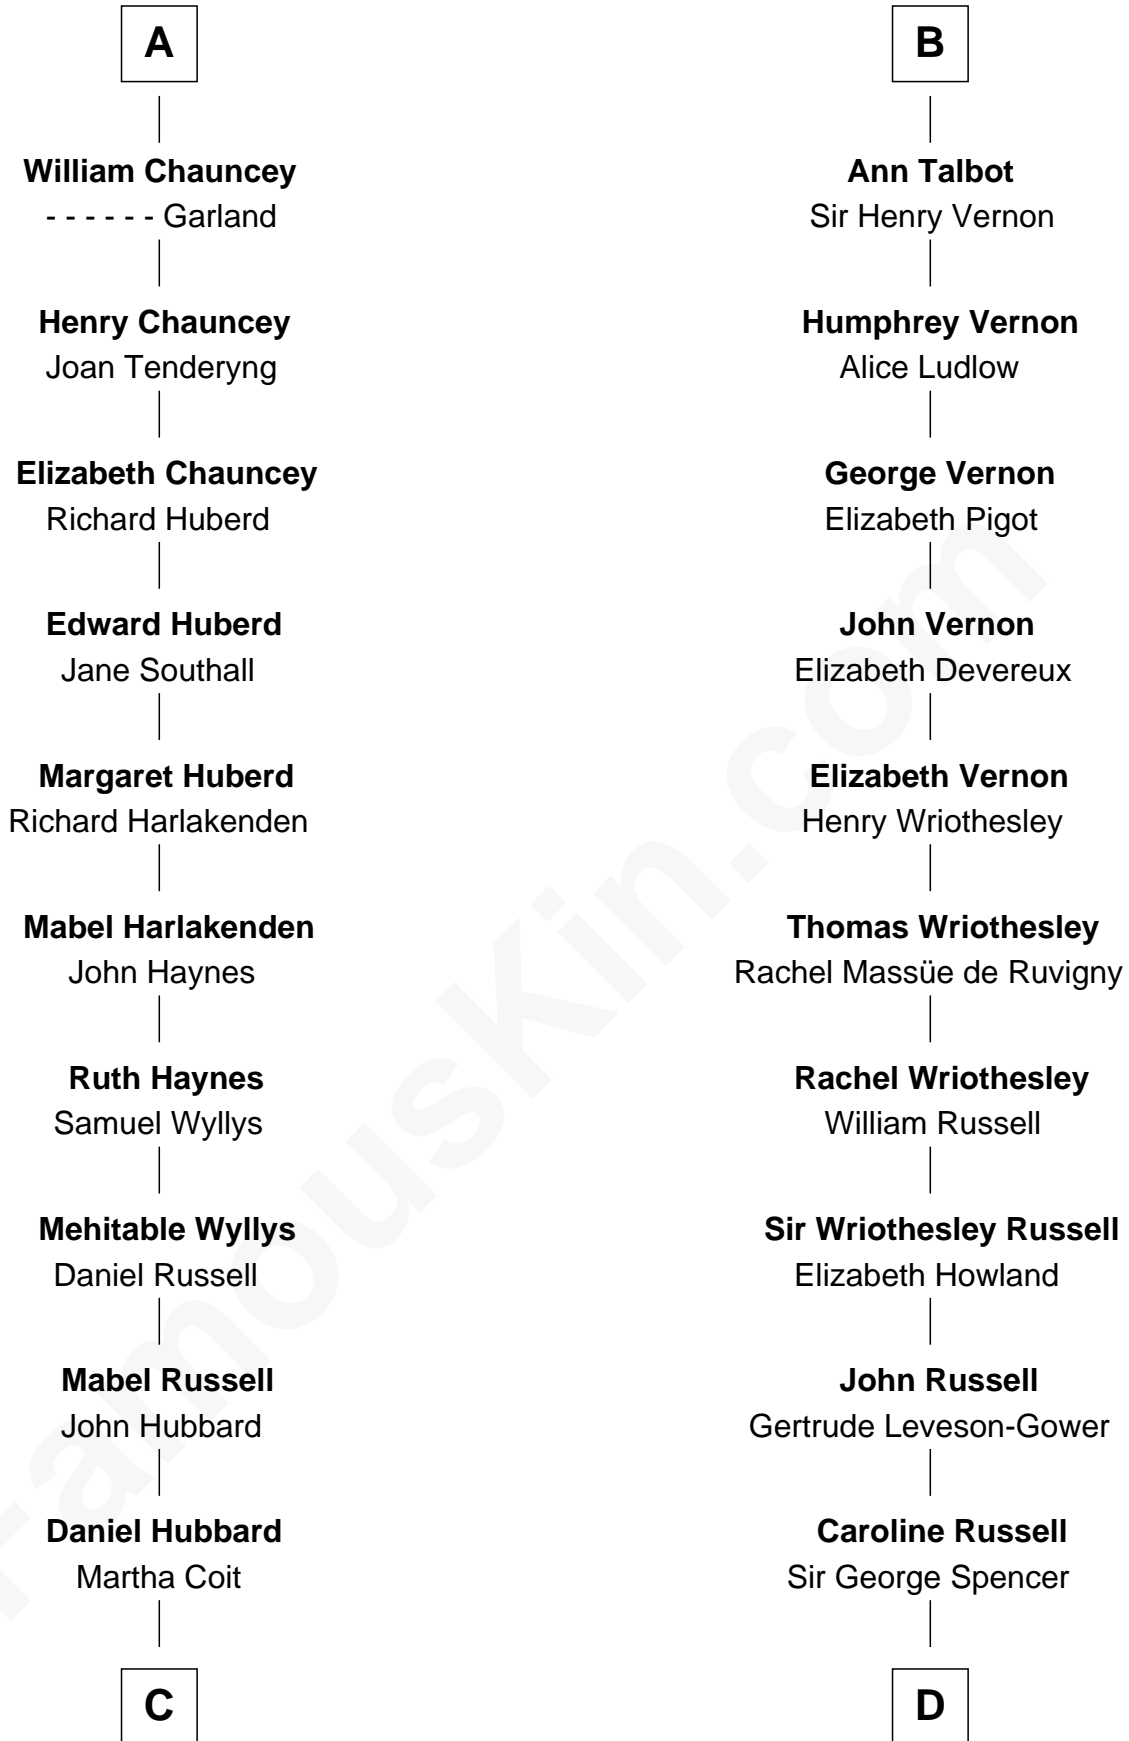 A
William Chauncey
- - - - - - Garland
Henry Chauncey
Joan Tenderyng
Elizabeth Chauncey
Richard Huberd
Edward Huberd
Jane Southall
Margaret Huberd
Richard Harlakenden
Mabel Harlakenden
John Haynes
Ruth Haynes
Samuel Wyllys
Mehitable Wyllys
Daniel Russell
Mabel Russell
John Hubbard
Daniel Hubbard
Martha Coit
C
B
Ann Talbot
Sir Henry Vernon
Humphrey Vernon
Alice Ludlow
George Vernon
Elizabeth Pigot
John Vernon
Elizabeth Devereux
Elizabeth Vernon
Henry Wriothesley
Thomas Wriothesley
Rachel Massüe de Ruvigny
Rachel Wriothesley
William Russell
Sir Wriothesley Russell
Elizabeth Howland
John Russell
Gertrude Leveson-Gower
Caroline Russell
Sir George Spencer
D
FamousKin.com